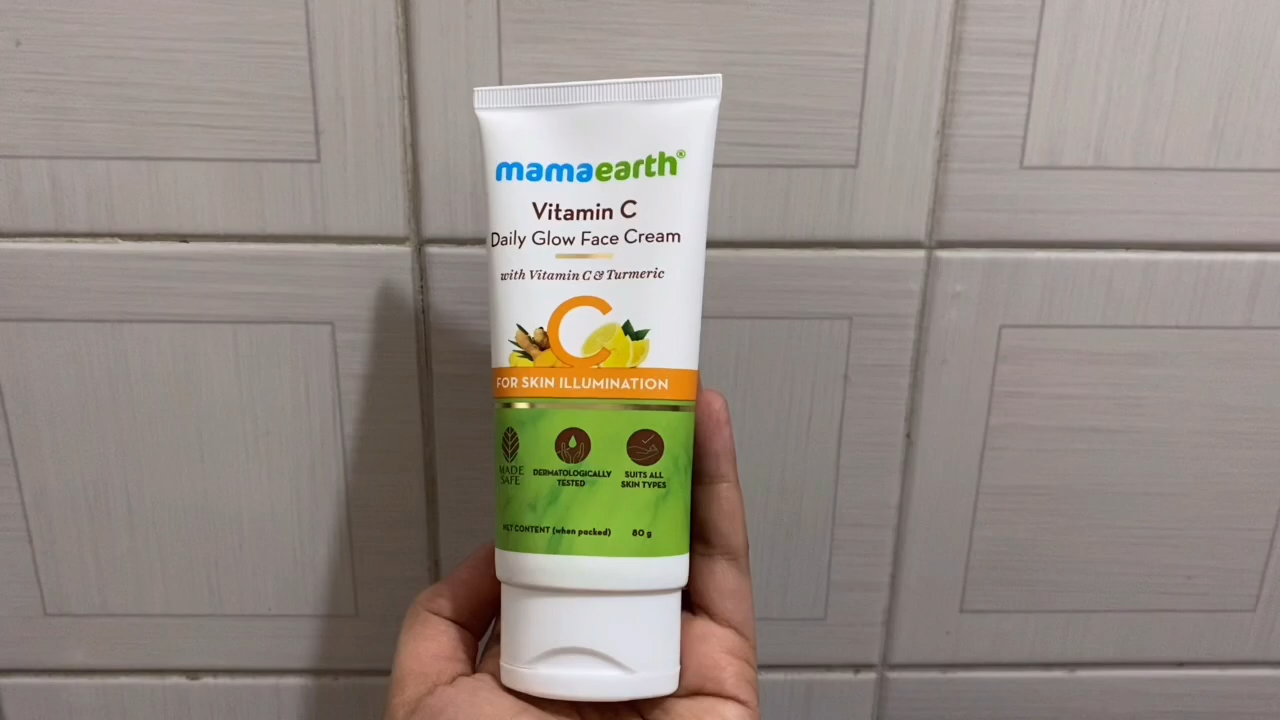 mamaearth®
Vitamin C
Daily Glow Face Cream
with Vitamin C & Turmeric
C
FOR SKIN ILLUMINATION
MADE
SAFE
DERMATOLOGICALLY
TESTED
SUITS ALL
SKIN TYPES
NET CONTENT (when packed) 80 g